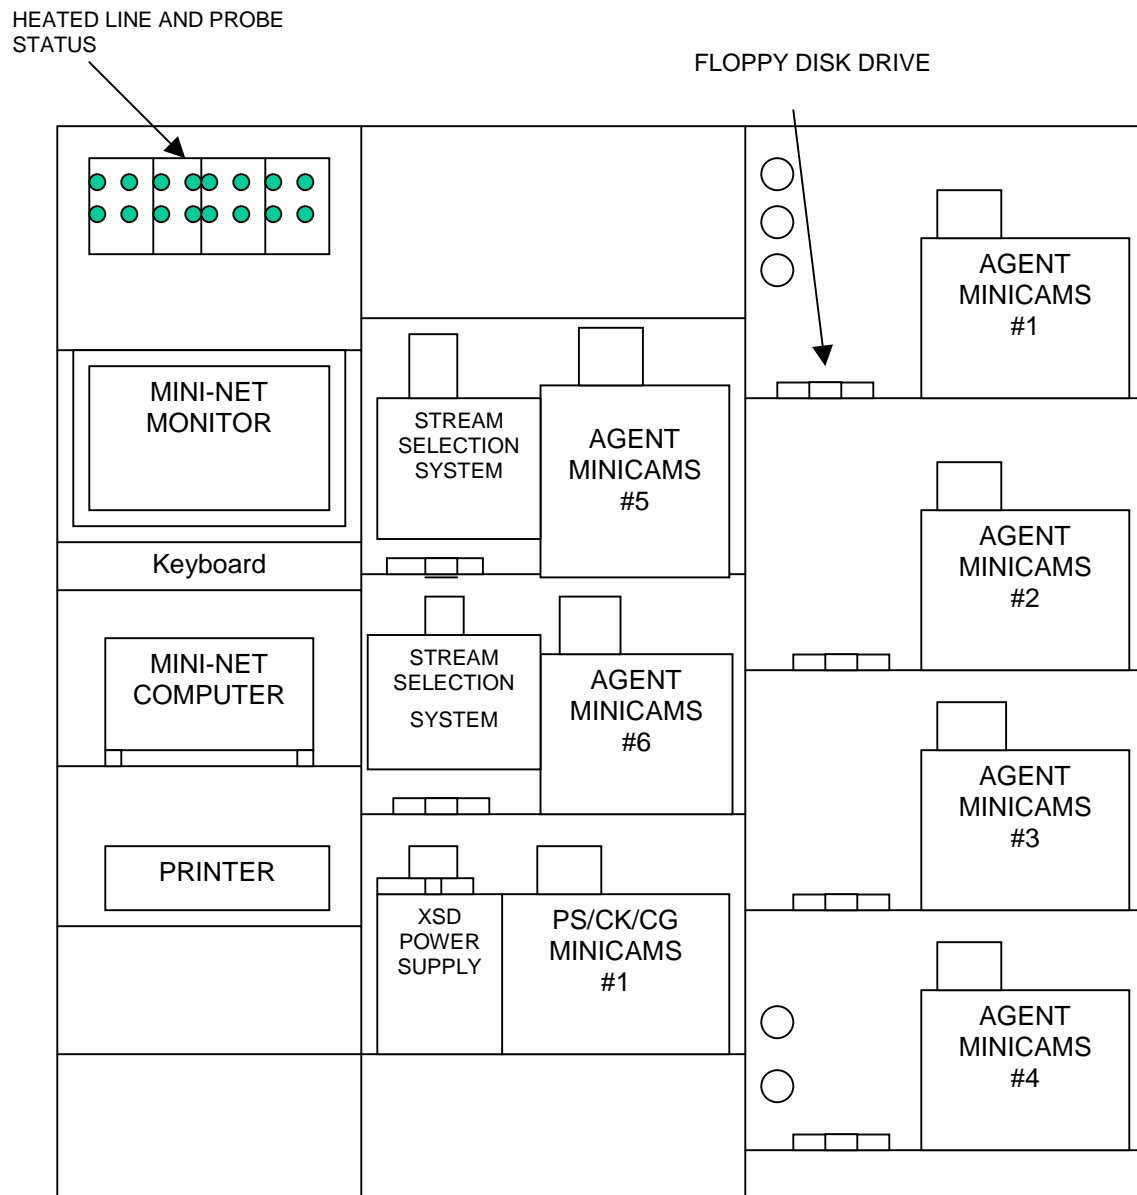 HEATED LINE AND PROBE
STATUS
FLOPPY DISK DRIVE
MINI-NET
MONITOR
Keyboard
MINI-NET
COMPUTER
PRINTER
STREAM
SELECTION
SYSTEM
AGENT
MINICAMS
#5
STREAM
SELECTION
SYSTEM
AGENT
MINICAMS
#6
XSD
POWER
SUPPLY
PS/CK/CG
MINICAMS
#1
AGENT
MINICAMS
#1
AGENT
MINICAMS
#2
AGENT
MINICAMS
#3
AGENT
MINICAMS
#4